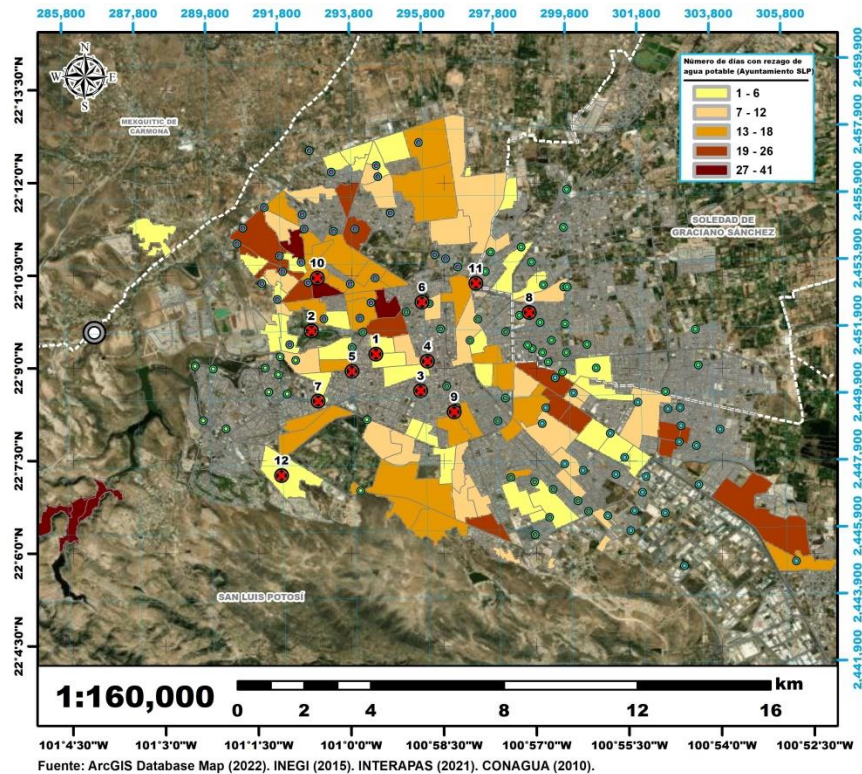 285,800 287,800 289,800 291,800 293,800 295,800 297,800 299,800 301,800 303,800 305,800
N
W E
S
Número de días con rezago de
agua potable (Ayuntamiento SLP)
1 - 6
7 - 12
13 - 18
19 - 26
27 - 41
MEXQUITIC DE
CARMONA
SOLEDAD DE
GRACIANO SÁNCHEZ
10
11
6
8
2
1
4
5
3
7
9
12
SAN LUIS POTOSÍ
22°13'30"N
22°12'0"N
22°10'30"N
22°9'0"N
22°7'30"N
22°6'0"N
22°4'30"N
2,459,900
2,457,900
2,455,900
2,453,900
2,451,900
2,449,900
2,447,900
2,445,900
2,443,900
2,441,900
1:160,000
km
0 2 4 8 12 16
101°4'30"W 101°3'0"W 101°1'30"W 101°0'0"W 100°58'30"W 100°57'0"W 100°55'30"W 100°54'0"W 100°52'30"W
Fuente: ArcGIS Database Map (2022). INEGI (2015). INTERAPAS (2021). CONAGUA (2010).